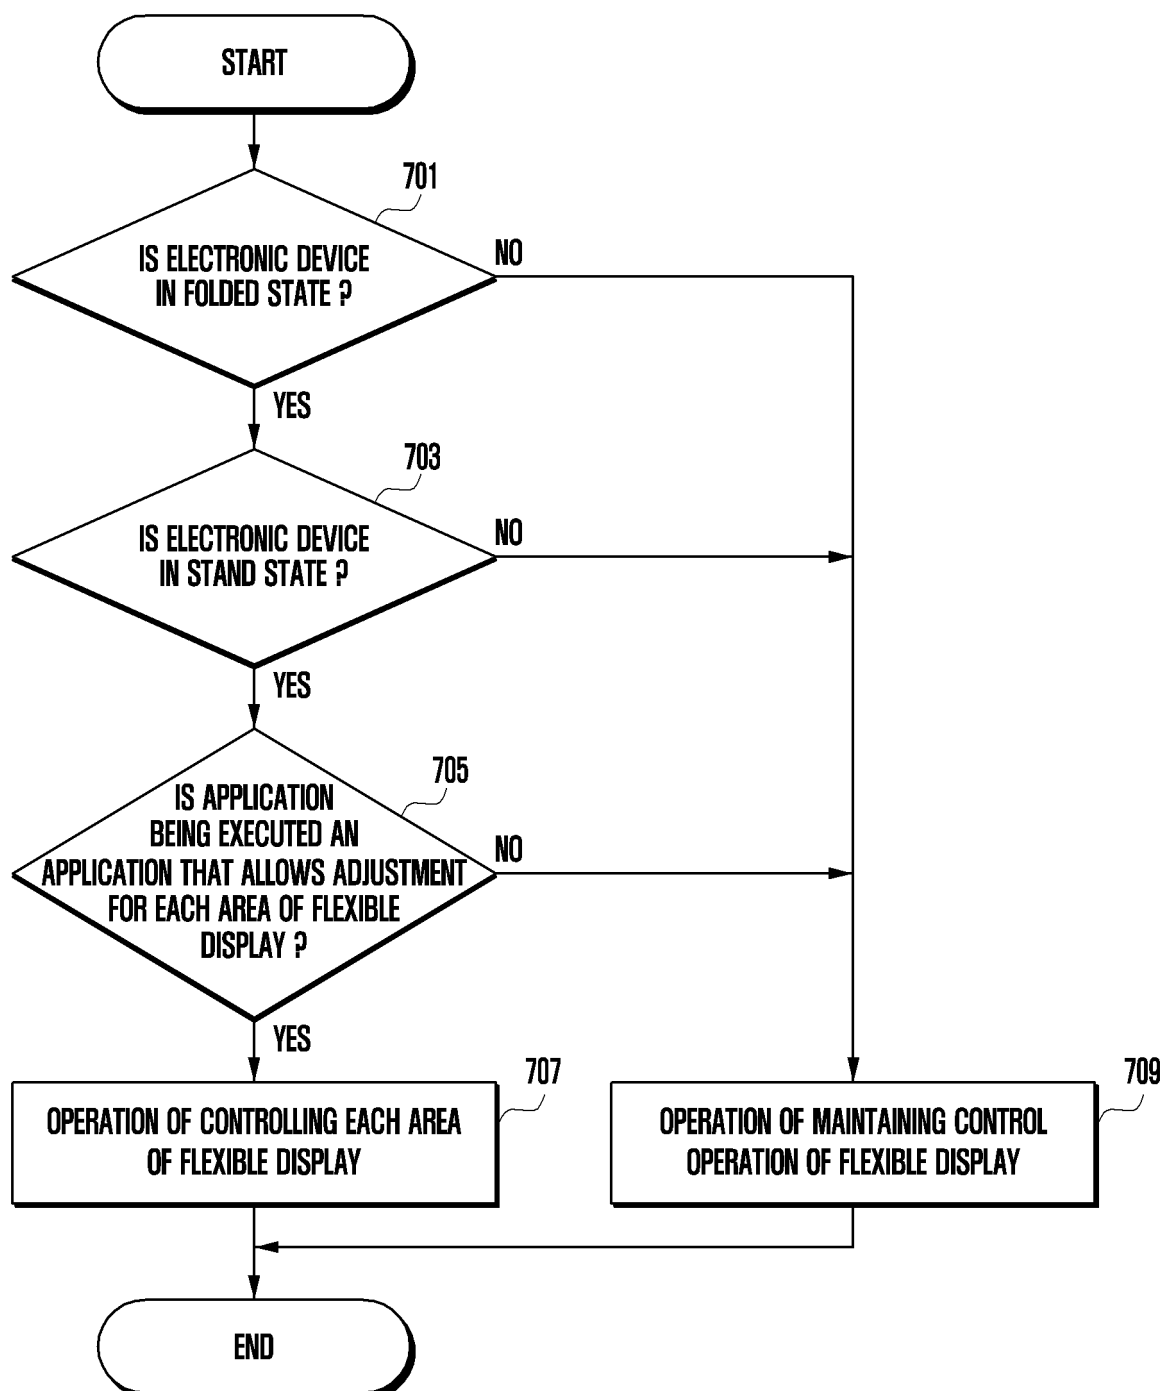 START
701
IS ELECTRONIC DEVICE
IN FOLDED STATE ?
NO
YES
703
IS ELECTRONIC DEVICE
IN STAND STATE ?
NO
YES
705
IS APPLICATION
BEING EXECUTED AN
APPLICATION THAT ALLOWS ADJUSTMENT
FOR EACH AREA OF FLEXIBLE
DISPLAY ?
NO
YES
707
OPERATION OF CONTROLLING EACH AREA
OF FLEXIBLE DISPLAY
709
OPERATION OF MAINTAINING CONTROL
OPERATION OF FLEXIBLE DISPLAY
END